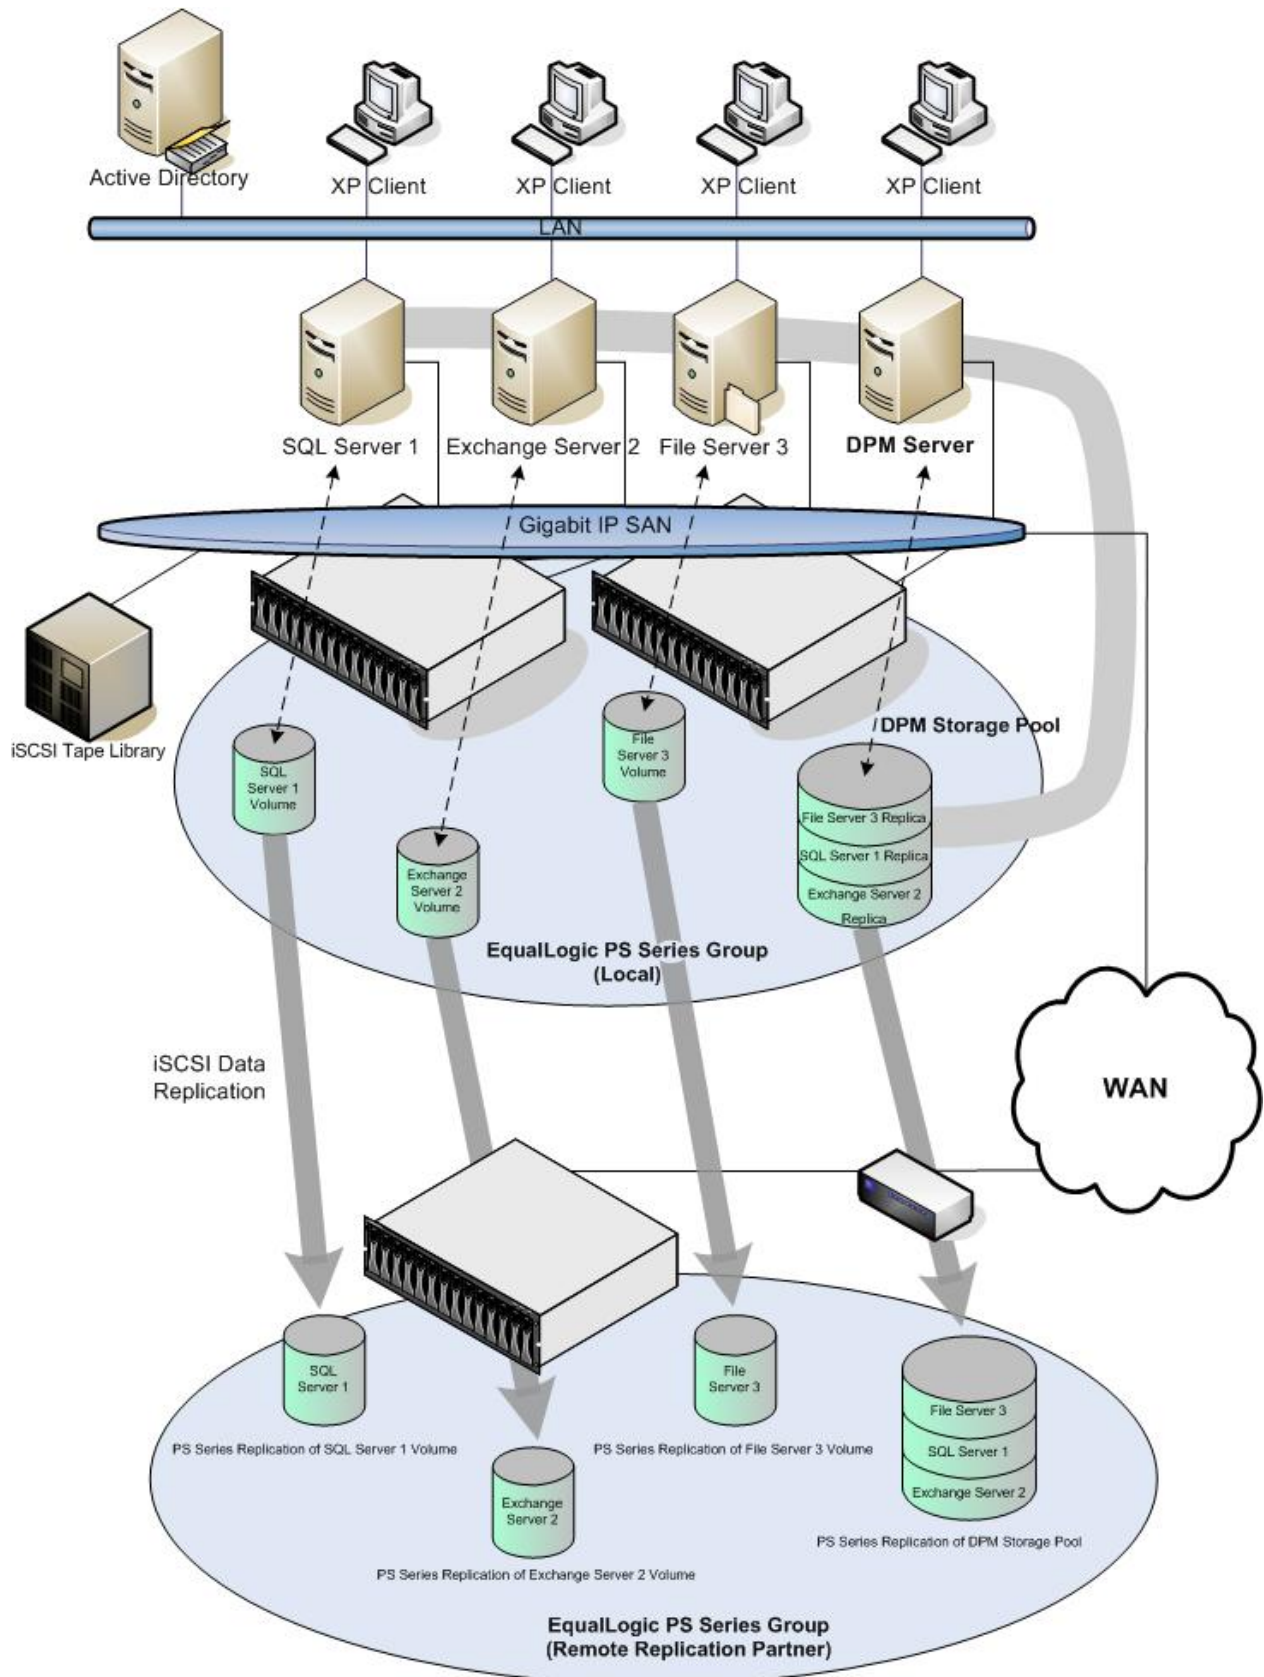 Active Directory
XP Client
XP Client
XP Client
XP Client
LAN
SQL Server 1
Exchange Server 2
File Server 3
DPM Server
Gigabit IP SAN
iSCSI Tape Library
DPM Storage Pool
File
Server 3
Volume
SQL
Server 1
Volume
File Server 3 Replica
SQL Server 1 Replica
Exchange Server 2
Replica
Exchange
Server 2
Volume
EqualLogic PS Series Group
(Local)
iSCSI Data
Replication
WAN
SQL
Server 1
File
Server 3
File Server 3
SQL Server 1
Exchange Server 2
PS Series Replication of SQL Server 1 Volume
PS Series Replication of File Server 3 Volume
Exchange
Server 2
PS Series Replication of DPM Storage Pool
PS Series Replication of Exchange Server 2 Volume
EqualLogic PS Series Group
(Remote Replication Partner)